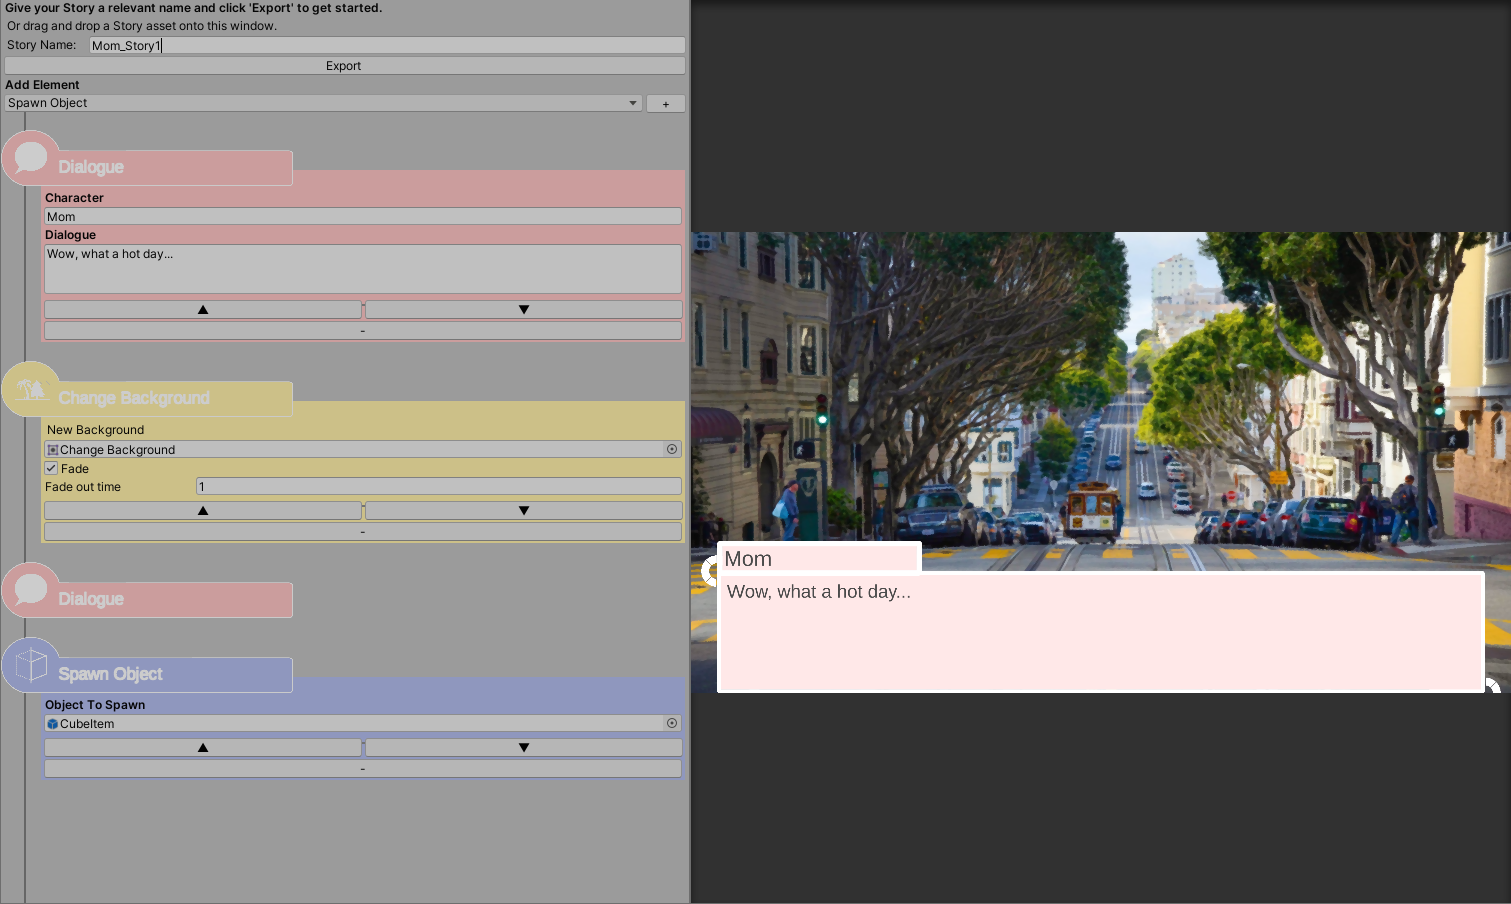 Give your Story a relevant name and click 'Export' to get started.
Or drag and drop a Story asset onto this window.
Story Name: Mom_Story1
Export
Add Element
Spawn Object
+
Dialogue
Character
Mom
Dialogue
Wow, what a hot day...
-
Change Background
New Background
Change Background
Fade
Fade out time 1
-
Dialogue
Spawn Object
Object To Spawn
CubeItem
-
Mom
Wow, what a hot day...